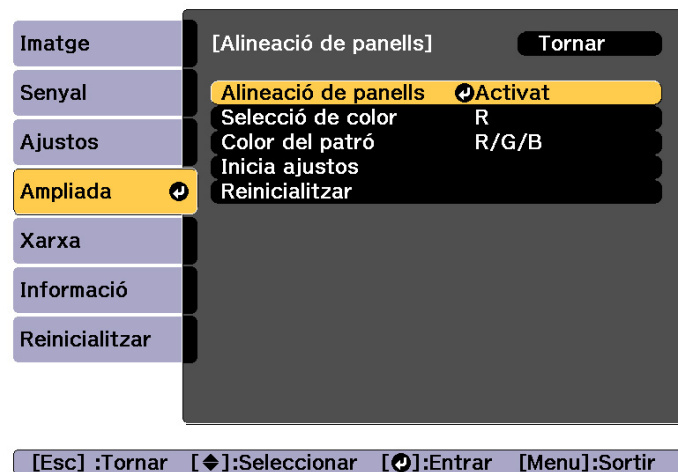 Imatge
Senyal
Ajustos
Ampliada
Xarxa
Informació
Reinicialitzar
[Alineació de panells] Tornar
Alineació de panells Activat
Selecció de color R
Color del patró R/G/B
Inicia ajustos
Reinicialitzar
[Esc] :Tornar [◆]:Seleccionar [⏎]:Entrar [Menu]:Sortir